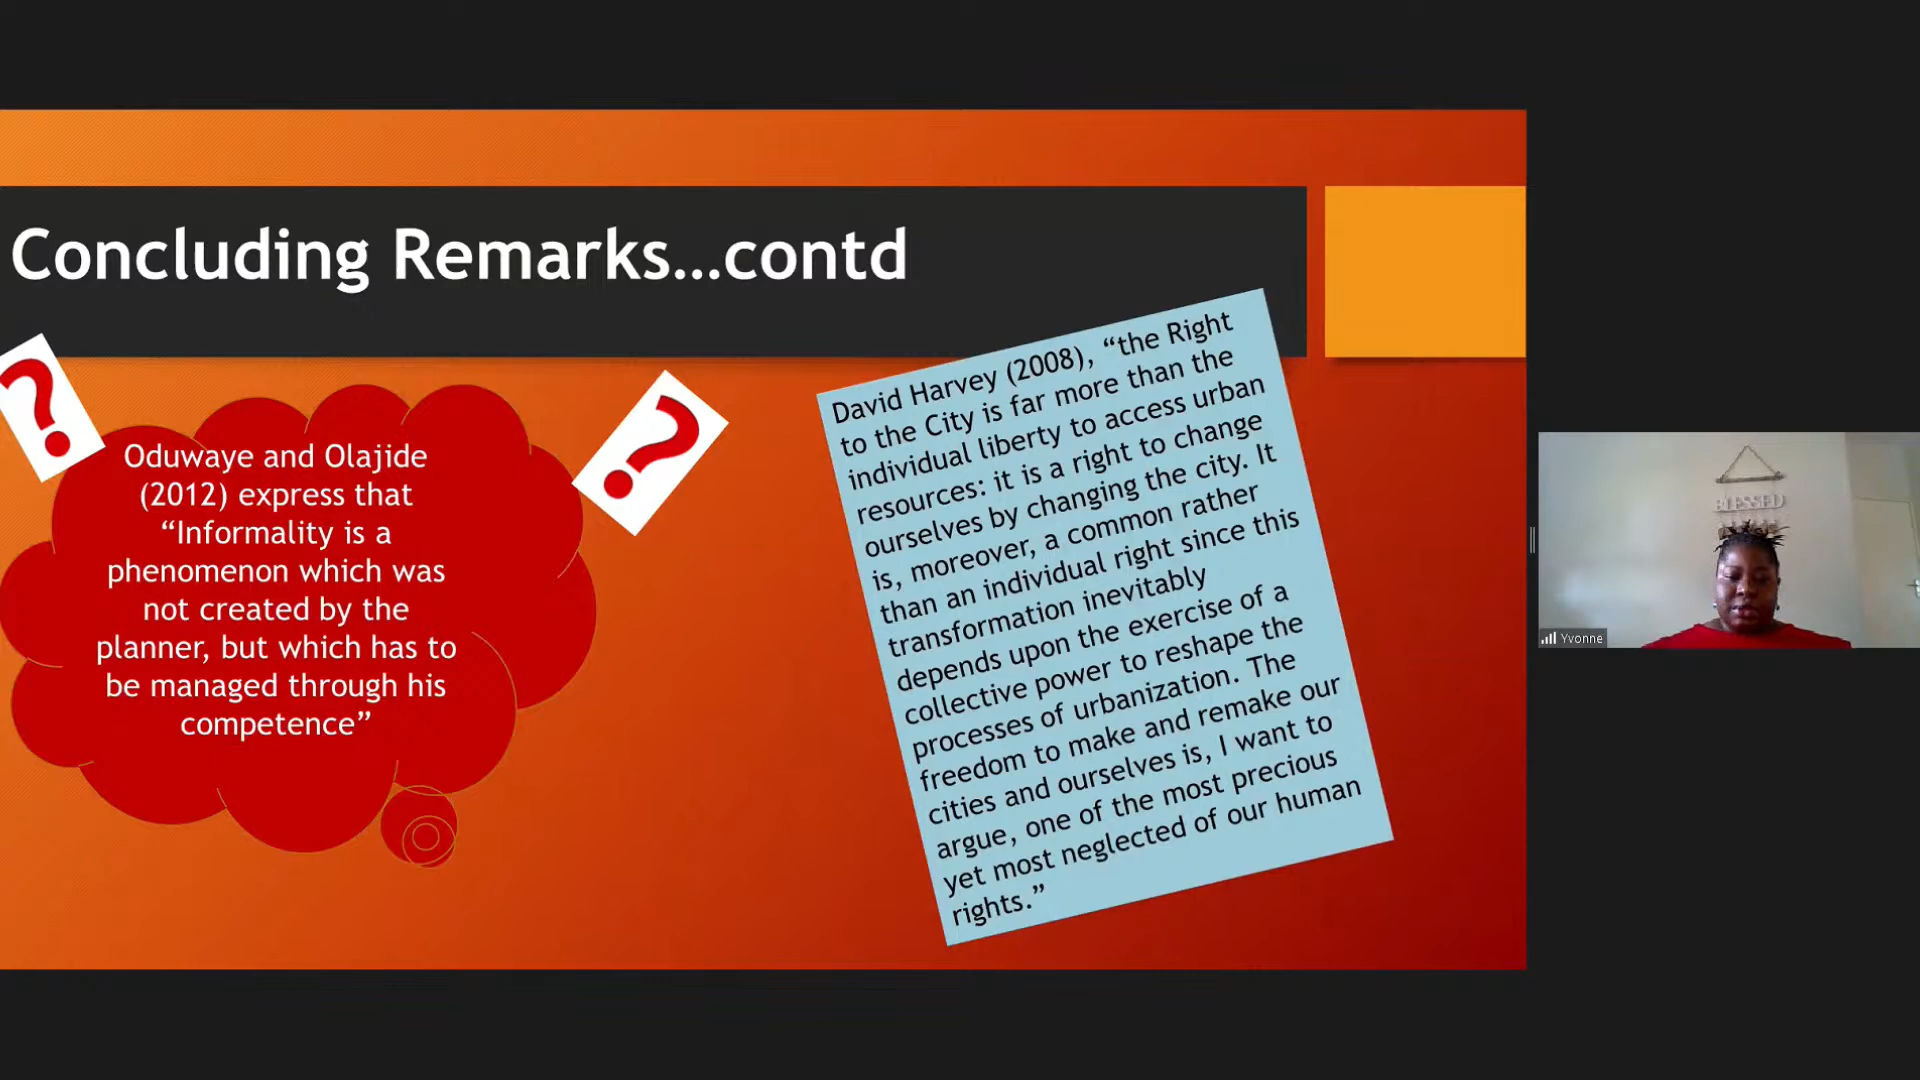 Concluding Remarks...contd
?
?
Oduwaye and Olajide
(2012) express that
“Informality is a
phenomenon which was
not created by the
planner, but which has to
be managed through his
competence”
David Harvey (2008), “the Right
to the City is far more than the
individual liberty to access urban
resources: it is a right to change
ourselves by changing the city. It
is, moreover, a common rather
than an individual right since this
transformation inevitably
depends upon the exercise of a
collective power to reshape the
processes of urbanization. The
freedom to make and remake our
cities and ourselves is, I want to
argue, one of the most precious
yet most neglected of our human
rights.”
BLESSED
Yvonne